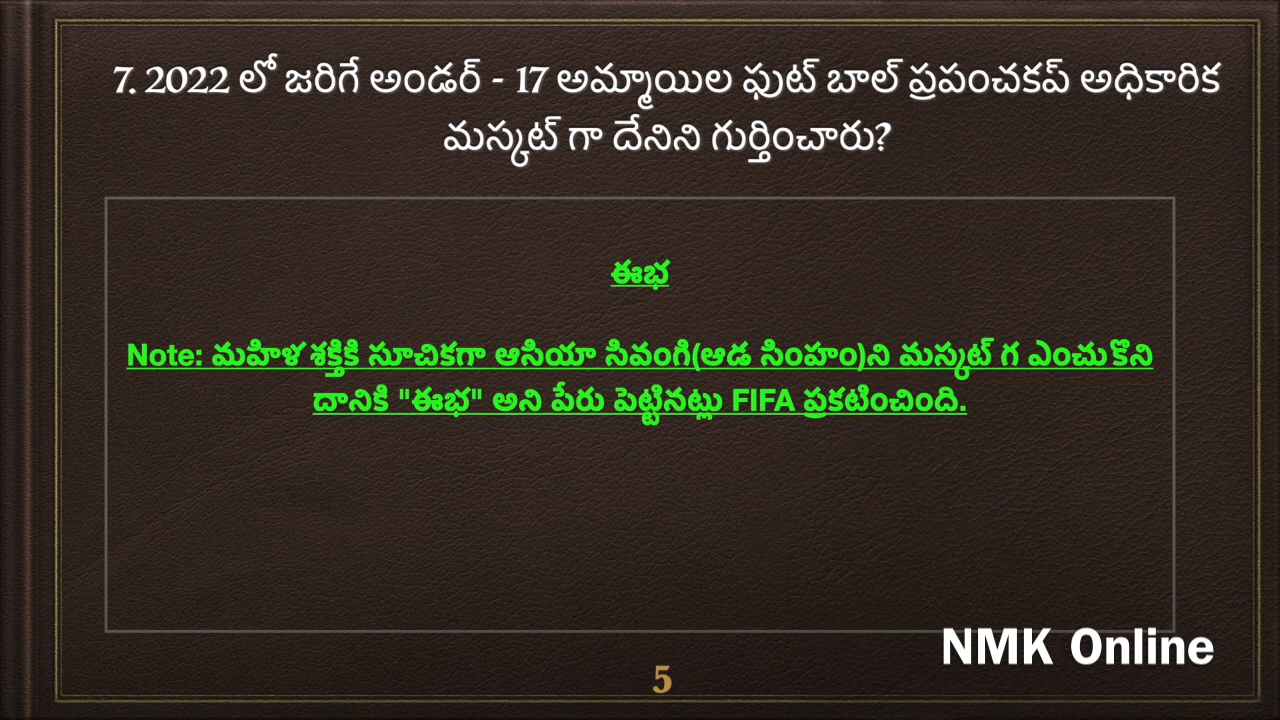 7. 2022 లో జరిగే అండర్ - 17 అమ్మాయిల ఫుట్ బాల్ ప్రపంచకప్ అధికారిక
మస్కట్ గా దేనిని గుర్తించారు?
ఈభ
Note: మహిళ శక్తికి సూచికగా ఆసియా సివంగి(ఆడ సింహం)ని మస్కట్ గ ఎంచుకొని
దానికి "ఈభ" అని పేరు పెట్టినట్లు FIFA ప్రకటించింది.
NMK Online
5